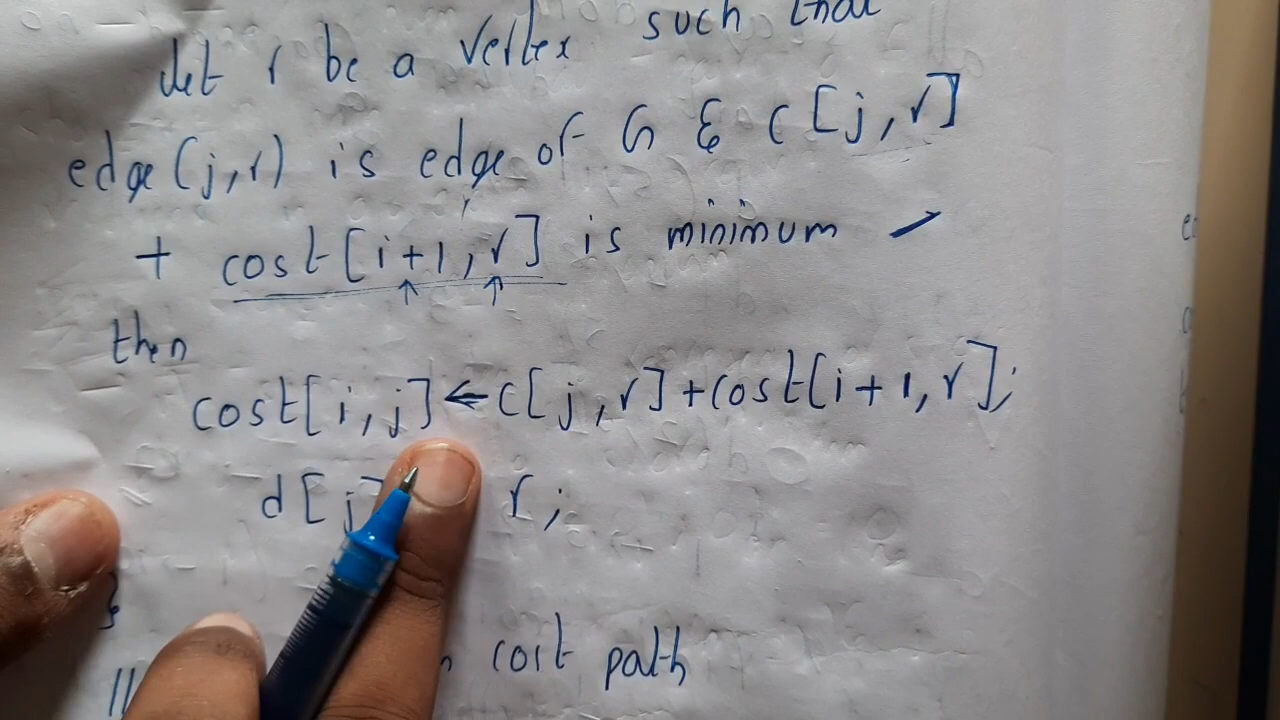 Let r be a vertex such that
edge(j,r) is edge of G & c[j,r]
+ cost[i+1,r] is minimum
then
cost[i,j]←c[j,r]+cost[i+1,r];
d[j] r;
}
// cost path